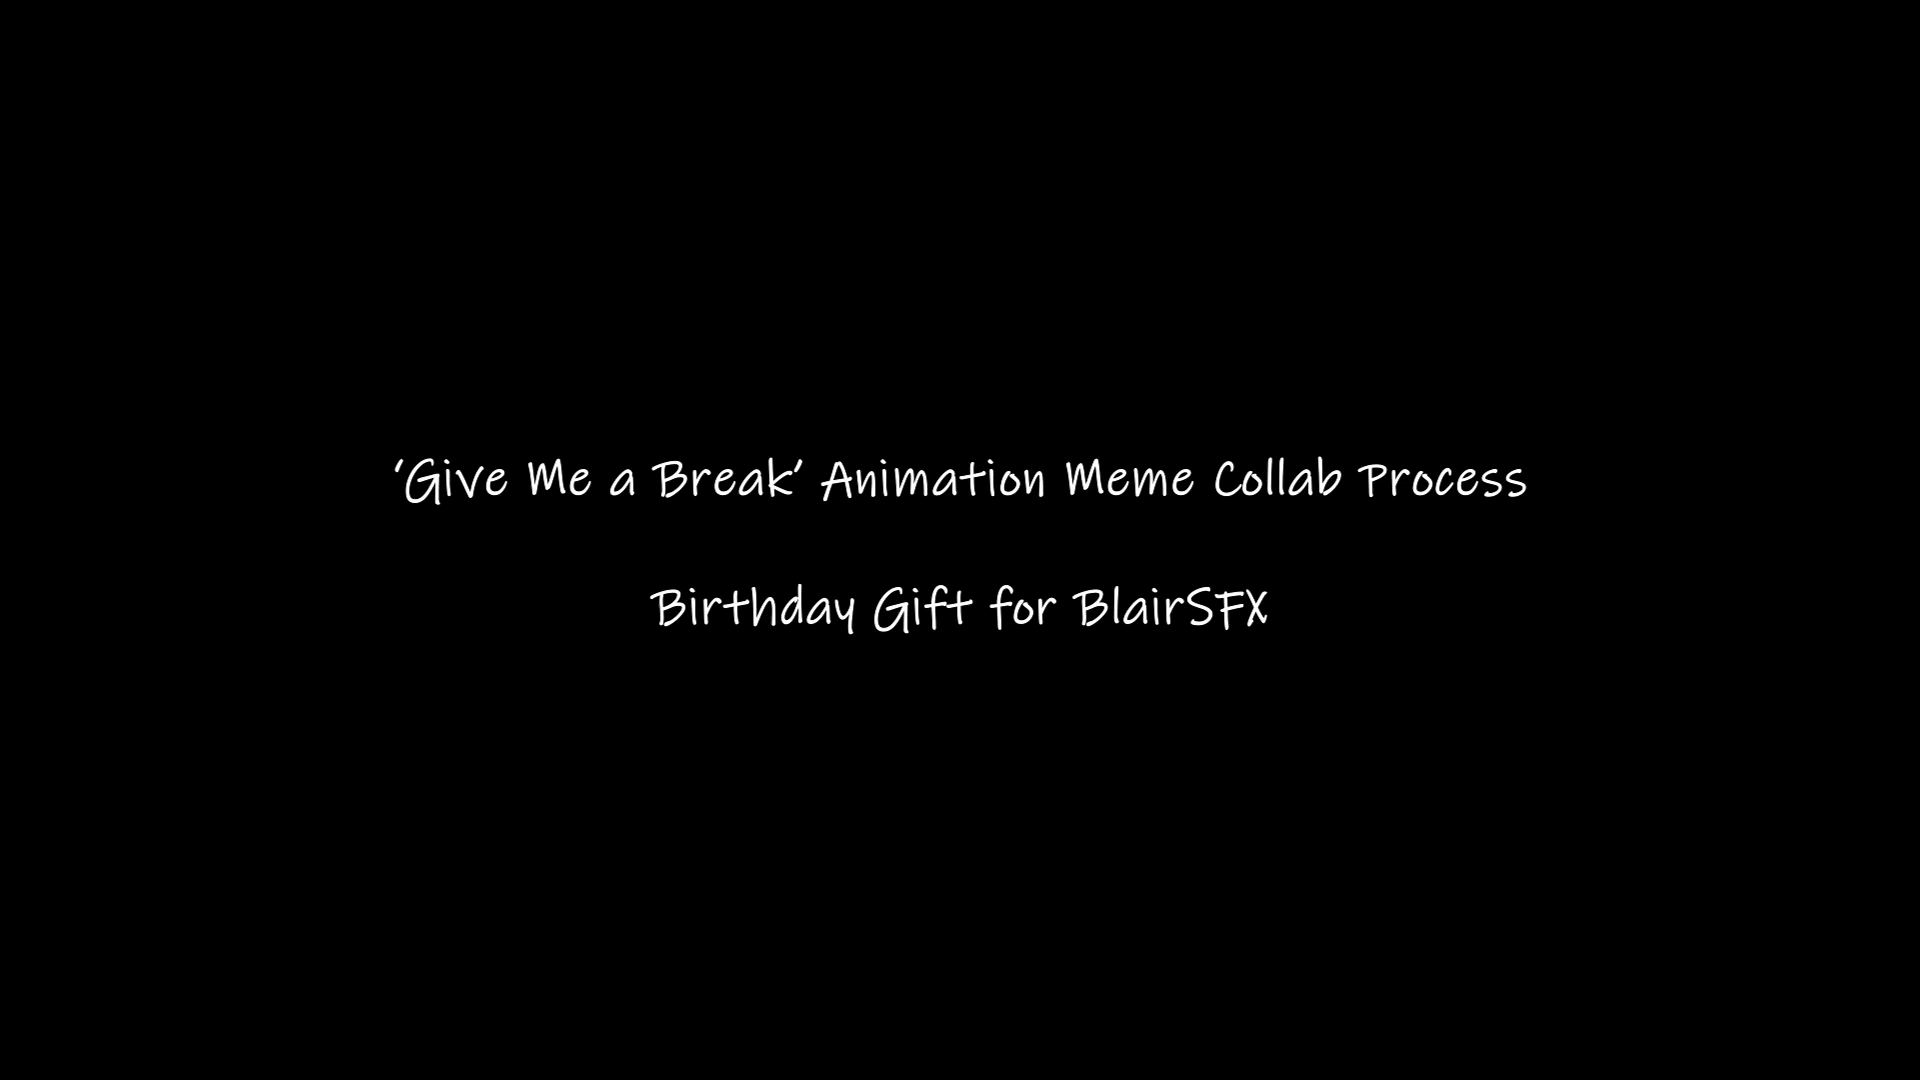 ‘Give Me a Break’ Animation Meme Collab Process
Birthday Gift for BlairSFX